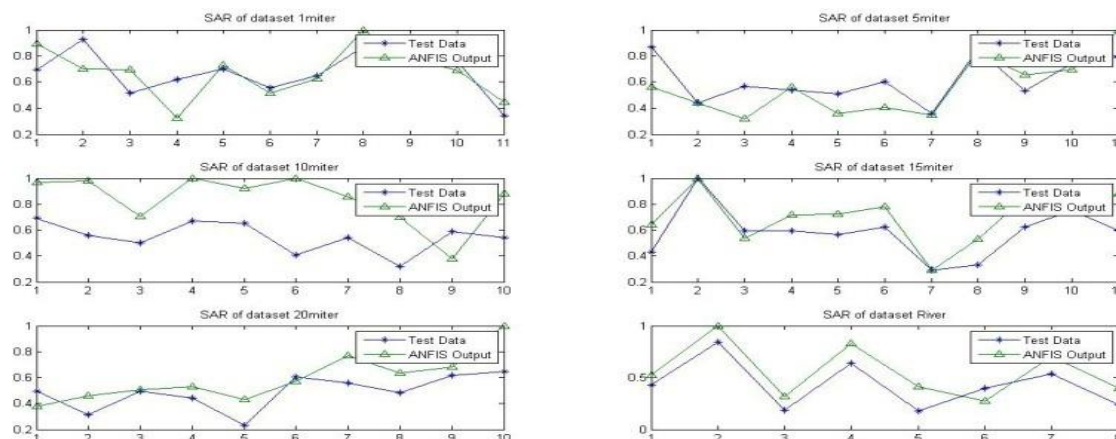 SAR of dataset 1miter
1
0.8
0.6
0.4
0.2
Test Data
ANFIS Output
1 2 3 4 5 6 7 8 9 10 11
SAR of dataset 5miter
1
0.8
0.6
0.4
0.2
Test Data
ANFIS Output
1 2 3 4 5 6 7 8 9 10
SAR of dataset 10miter
1
0.8
0.6
0.4
0.2
Test Data
ANFIS Output
1 2 3 4 5 6 7 8 9 10
SAR of dataset 15miter
1
0.8
0.6
0.4
0.2
Test Data
ANFIS Output
1 2 3 4 5 6 7 8 9 10
SAR of dataset 20miter
1
0.8
0.6
0.4
0.2
Test Data
ANFIS Output
1 2 3 4 5 6 7 8 9 10
SAR of dataset River
1
0.5
0
Test Data
ANFIS Output
1 2 3 4 5 6 7